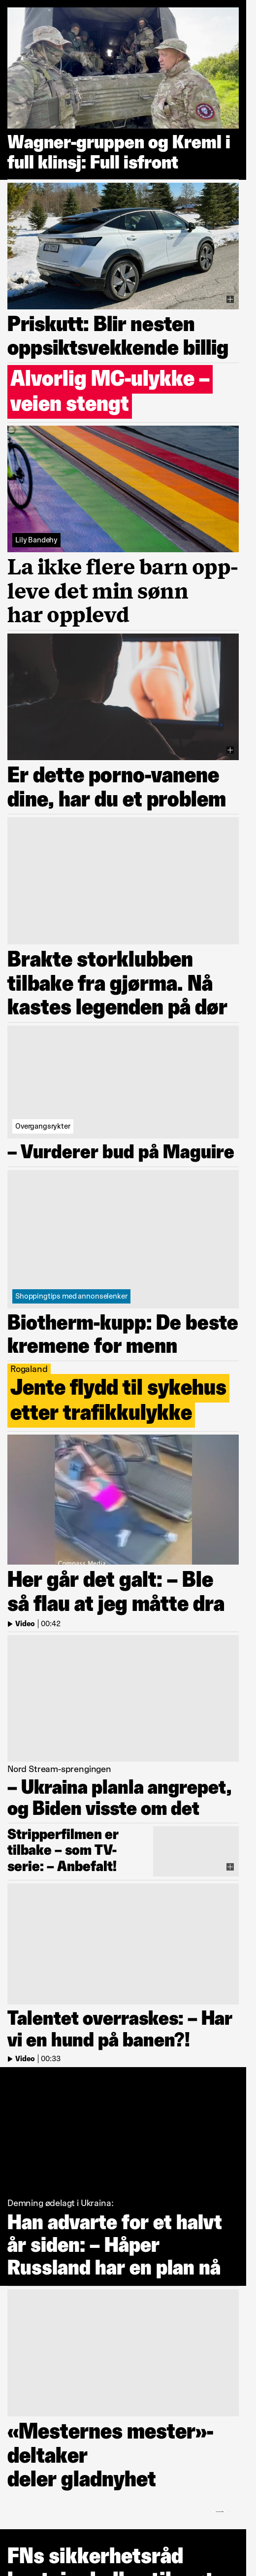 Wagner-gruppen og Kreml i
full klinsj: Full isfront
Priskutt: Blir nesten
oppsiktsvekkende billig
Alvorlig MC-ulykke –
veien stengt
Lily Bandehy
La ikke flere barn opp-
leve det min sønn
har opplevd
Er dette porno-vanene
dine, har du et problem
Brakte storklubben
tilbake fra gjørma. Nå
kastes legenden på dør
Overgangsrykter
– Vurderer bud på Maguire
Shoppingtips med annonselenker
Biotherm-kupp: De beste
kremene for menn
Rogaland
Jente flydd til sykehus
etter trafikkulykke
Compass Media
Her går det galt: – Ble
så flau at jeg måtte dra
Video | 00:42
Nord Stream-sprengingen
– Ukraina planla angrepet,
og Biden visste om det
Stripperfilmen er
tilbake – som TV-
serie: – Anbefalt!
Talentet overraskes: – Har
vi en hund på banen?!
Video | 00:33
Demning ødelagt i Ukraina:
Han advarte for et halvt
år siden: – Håper
Russland har en plan nå
«Mesternes mester»-
deltaker
deler gladnyhet
FNs sikkerhetsråd